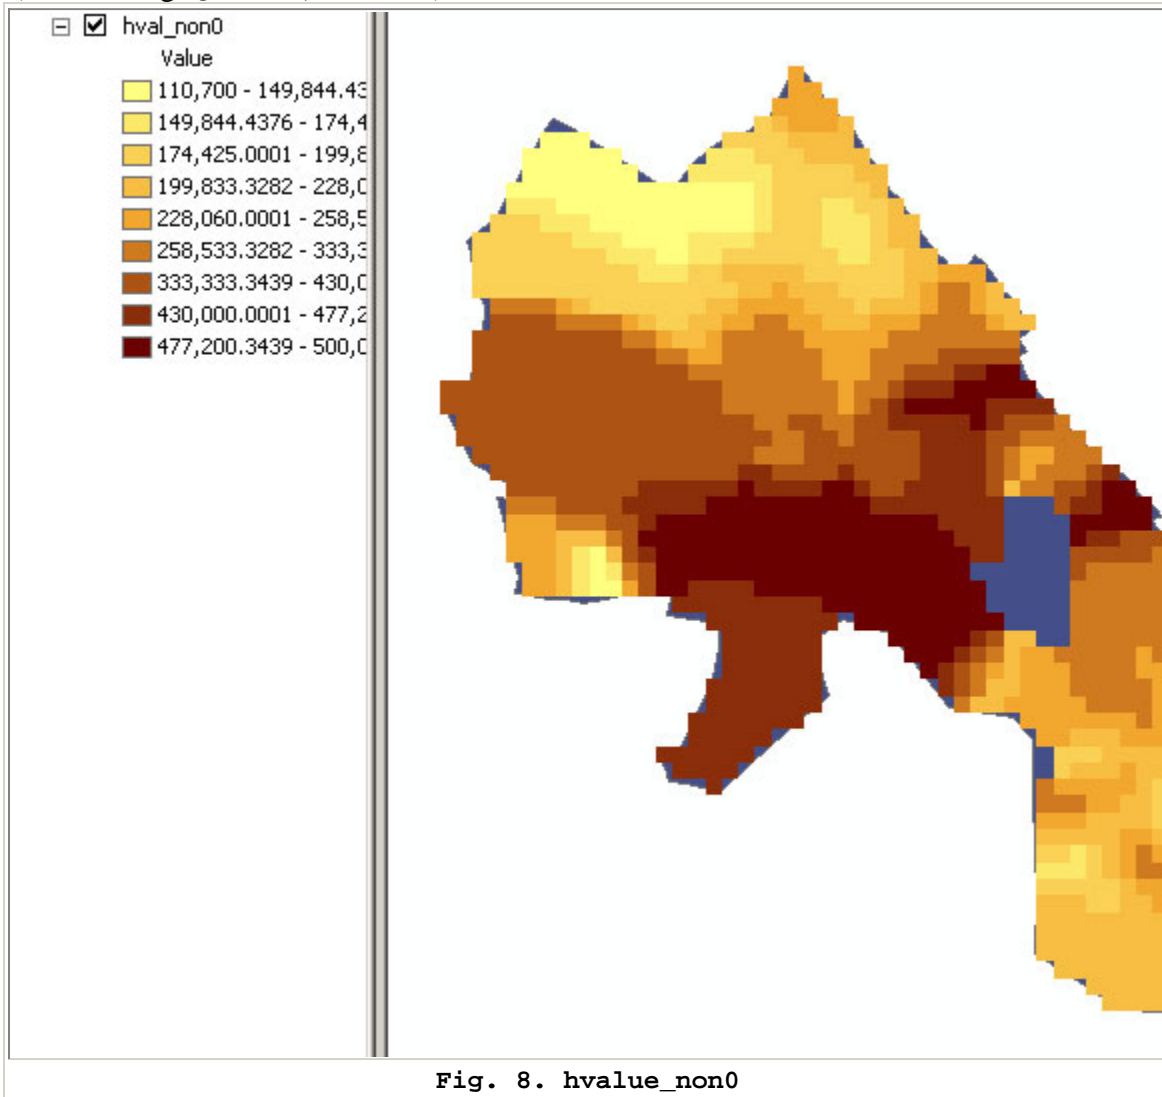 hval_non0
Value
110,700 - 149,844.43
149,844.4376 - 174,4
174,425.0001 - 199,8
199,833.3282 - 228,0
228,060.0001 - 258,5
258,533.3282 - 333,3
333,333.3439 - 430,0
430,000.0001 - 477,2
477,200.3439 - 500,0
Fig. 8. hvalue_non0